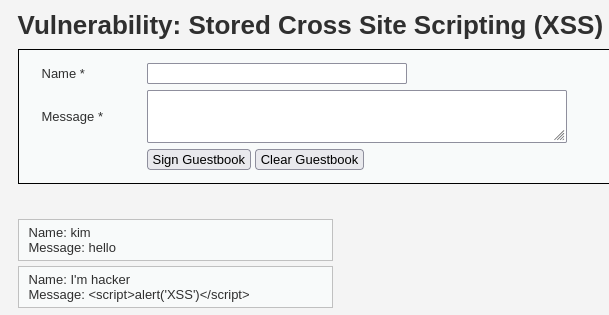 Vulnerability: Stored Cross Site Scripting (XSS)
Name *
Message *
Sign Guestbook Clear Guestbook
Name: kim
Message: hello
Name: I'm hacker
Message: <script>alert('XSS')</script>